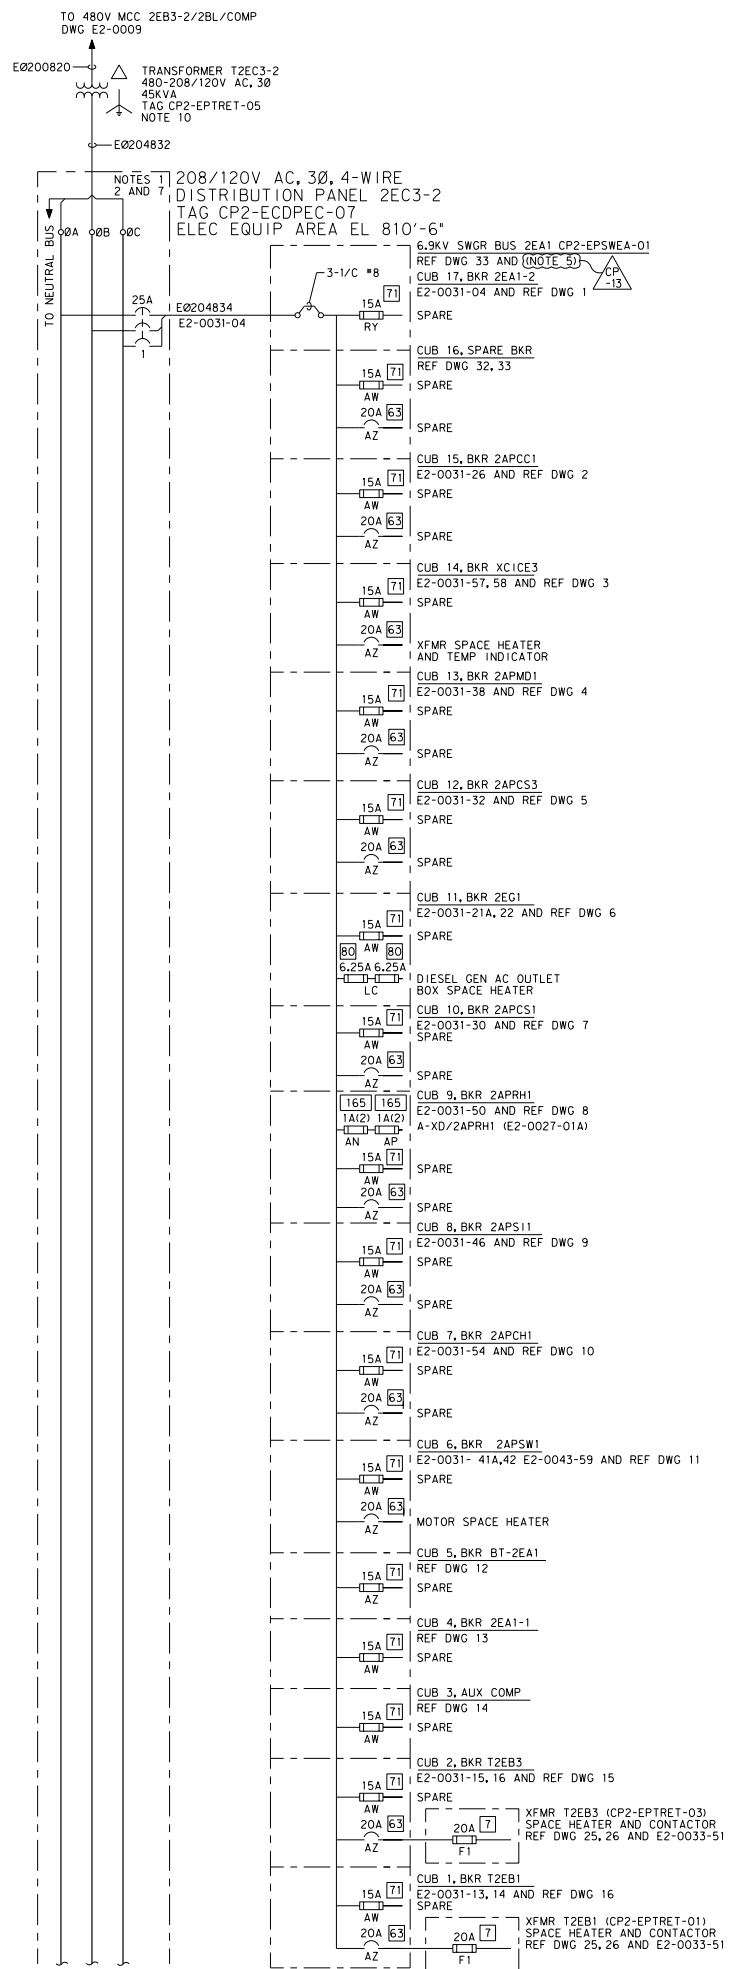 TO 480V MCC 2EB3-2/2BL/COMP
DWG E2-0009
EØ200820
TRANSFORMER T2EC3-2
480-208/120V AC, 3Ø
45KVA
TAG CP2-EPTRET-05
NOTE 10
EØ204832
NOTES 1
2 AND 7
208/120V AC, 3Ø, 4-WIRE
DISTRIBUTION PANEL 2EC3-2
TAG CP2-ECDPEC-07
ELEC EQUIP AREA EL 810'-6"
TO NEUTRAL BUS
ØA
ØB
ØC
25A
1
EØ204834
E2-0031-04
3-1/C #8
6.9KV SWGR BUS 2EA1 CP2-EPSWEA-01
REF DWG 33 AND (NOTE 5)
CP
-13
CUB 17, BKR 2EA1-2
E2-0031-04 AND REF DWG 1
15A 71
RY
SPARE
CUB 16, SPARE BKR
REF DWG 32, 33
15A 71
AW
SPARE
20A 63
AZ
SPARE
CUB 15, BKR 2APCC1
E2-0031-26 AND REF DWG 2
15A 71
AW
SPARE
20A 63
AZ
SPARE
CUB 14, BKR XCICE3
E2-0031-57, 58 AND REF DWG 3
15A 71
AW
SPARE
20A 63
AZ
XFMR SPACE HEATER
AND TEMP INDICATOR
CUB 13, BKR 2APMD1
E2-0031-38 AND REF DWG 4
15A 71
AW
SPARE
20A 63
AZ
SPARE
CUB 12, BKR 2APCS3
E2-0031-32 AND REF DWG 5
15A 71
AW
SPARE
20A 63
AZ
SPARE
CUB 11, BKR 2EG1
E2-0031-21A, 22 AND REF DWG 6
15A 71
AW
SPARE
80 80
6.25A 6.25A
LC
DIESEL GEN AC OUTLET
BOX SPACE HEATER
CUB 10, BKR 2APCS1
E2-0031-30 AND REF DWG 7
15A 71
AW
SPARE
20A 63
AZ
SPARE
CUB 9, BKR 2APRH1
E2-0031-50 AND REF DWG 8
165 165
1A(2) 1A(2)
AN AP
A-XD/2APRH1 (E2-0027-01A)
15A 71
AW
SPARE
20A 63
AZ
SPARE
CUB 8, BKR 2APSI1
E2-0031-46 AND REF DWG 9
15A 71
AW
SPARE
20A 63
AZ
SPARE
CUB 7, BKR 2APCH1
E2-0031-54 AND REF DWG 10
15A 71
AW
SPARE
20A 63
AZ
SPARE
CUB 6, BKR 2APSW1
E2-0031- 41A,42 E2-0043-59 AND REF DWG 11
15A 71
AW
SPARE
20A 63
AZ
MOTOR SPACE HEATER
CUB 5, BKR BT-2EA1
REF DWG 12
15A 71
AZ
SPARE
CUB 4, BKR 2EA1-1
REF DWG 13
15A 71
AW
SPARE
CUB 3, AUX COMP
REF DWG 14
15A 71
AW
SPARE
CUB 2, BKR T2EB3
E2-0031-15, 16 AND REF DWG 15
15A 71
AW
SPARE
20A 63
AZ
20A 7
F1
XFMR T2EB3 (CP2-EPTRET-03)
SPACE HEATER AND CONTACTOR
REF DWG 25, 26 AND E2-0033-51
CUB 1, BKR T2EB1
E2-0031-13, 14 AND REF DWG 16
15A 71
AW
SPARE
20A 63
AZ
20A 7
F1
XFMR T2EB1 (CP2-EPTRET-01)
SPACE HEATER AND CONTACTOR
REF DWG 25, 26 AND E2-0033-51